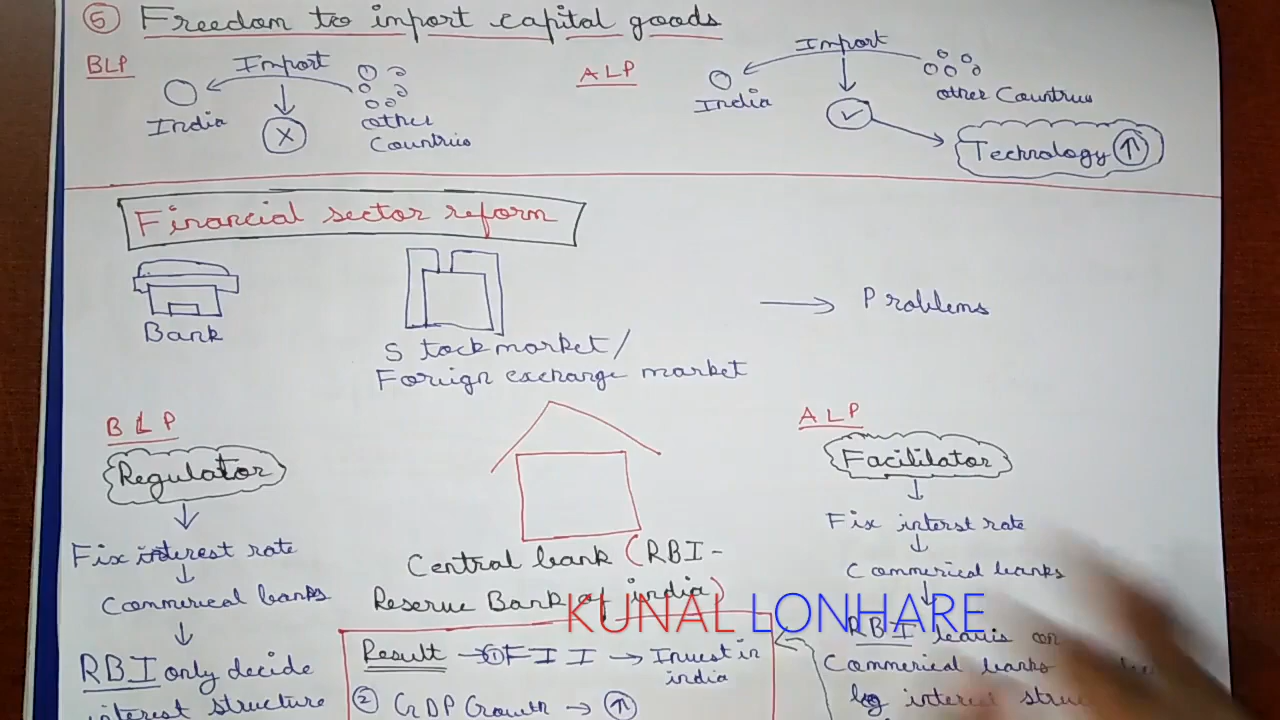 5 Freedom to import capital goods
BLP
Import
India
X
other
Countries
ALP
Import
India
other Countries
✓
Technology ↑
Financial sector reform
Bank
Stock market/
Foreign exchange market
→ Problems
BLP
Regulator
Fix interest rate
Commerical banks
RBI only decide
interest structure
Central bank (RBI-
Reserve Bank of india)
KUNAL LONHARE
Result → ① FII → Invest in
india
② GDP Growth → ↑
ALP
Facililator
Fix interst rate
Commerical banks
RBI
Commerical banks
interest